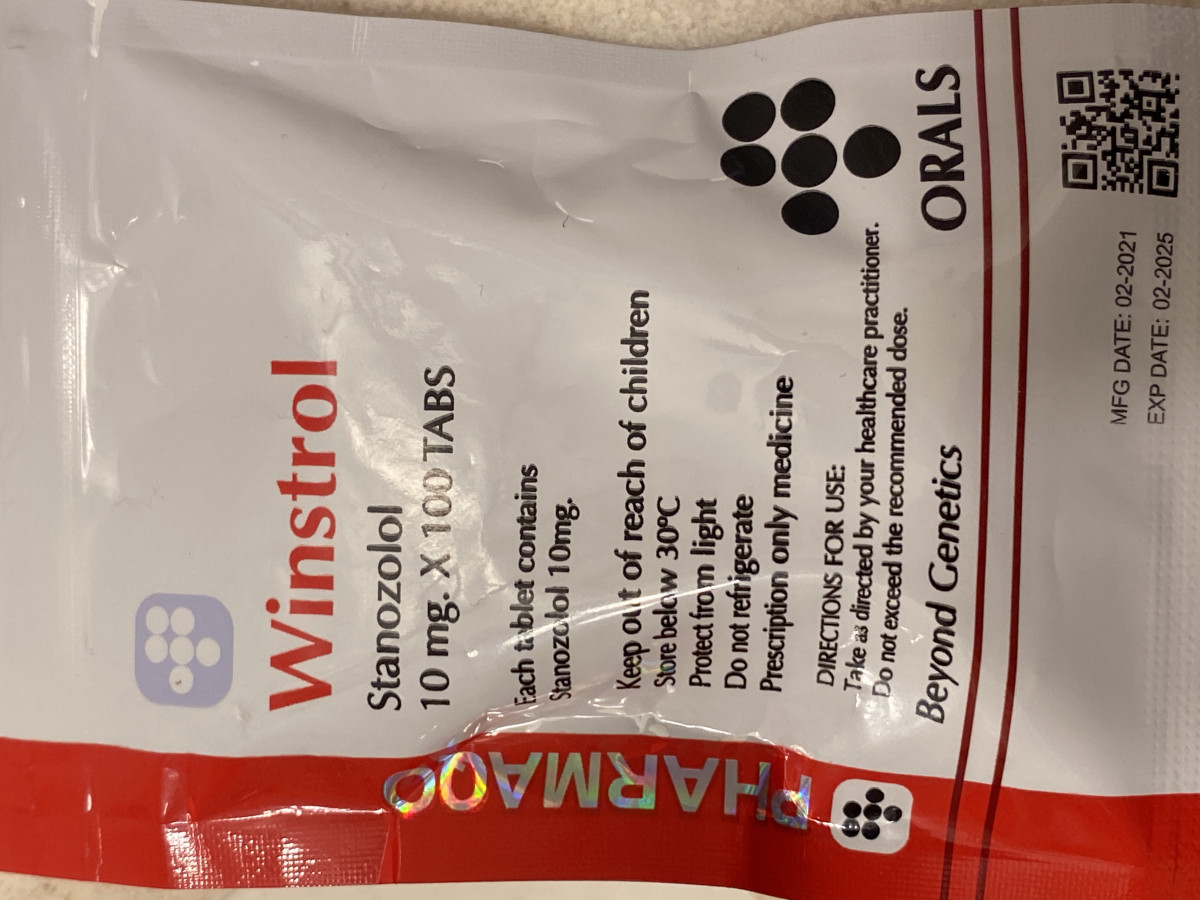 Winstrol
Stanozolol
10 mg. X 100 TABS
Each tablet contains
Stanozolol 10mg.
Keep out of reach of children
Store below 30ºC
Protect from light
Do not refrigerate
Prescription only medicine
DIRECTIONS FOR USE:
Take as directed by your healthcare practitioner.
Do not exceed the recommended dose.
Beyond Genetics
ORALS
MFG DATE: 02-2021
EXP DATE: 02-2025
PHARMAQO